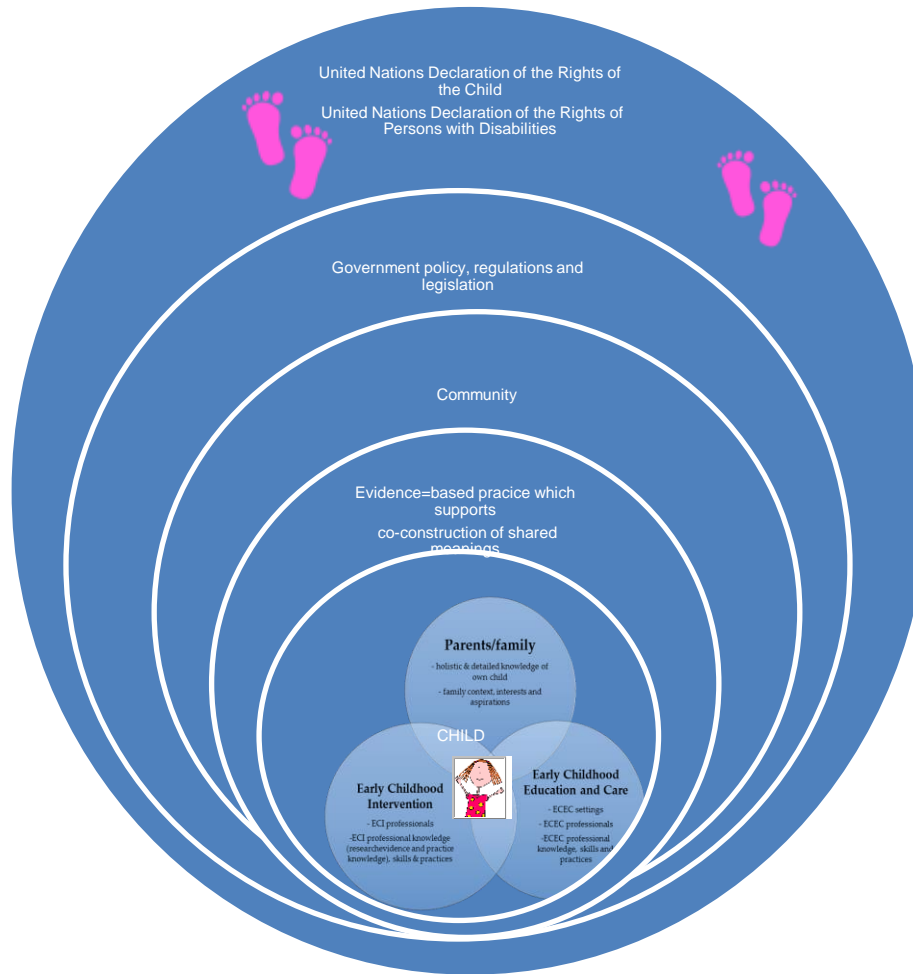 United Nations Declaration of the Rights of
the Child
United Nations Declaration of the Rights of
Persons with Disabilities
Government policy, regulations and
legislation
Community
Evidence=based pracice which
supports
co-construction of shared
meanings
Parents/family
- holistic & detailed knowledge of
own child
- family context, interests and
aspirations
CHILD
Early Childhood
Intervention
- ECI professionals
-ECI professional knowledge
(researchevidence and practice
knowledge), skills & practices
Early Childhood
Education and Care
- ECEC settings
- ECEC professionals
-ECEC professional
knowledge, skills and
practices